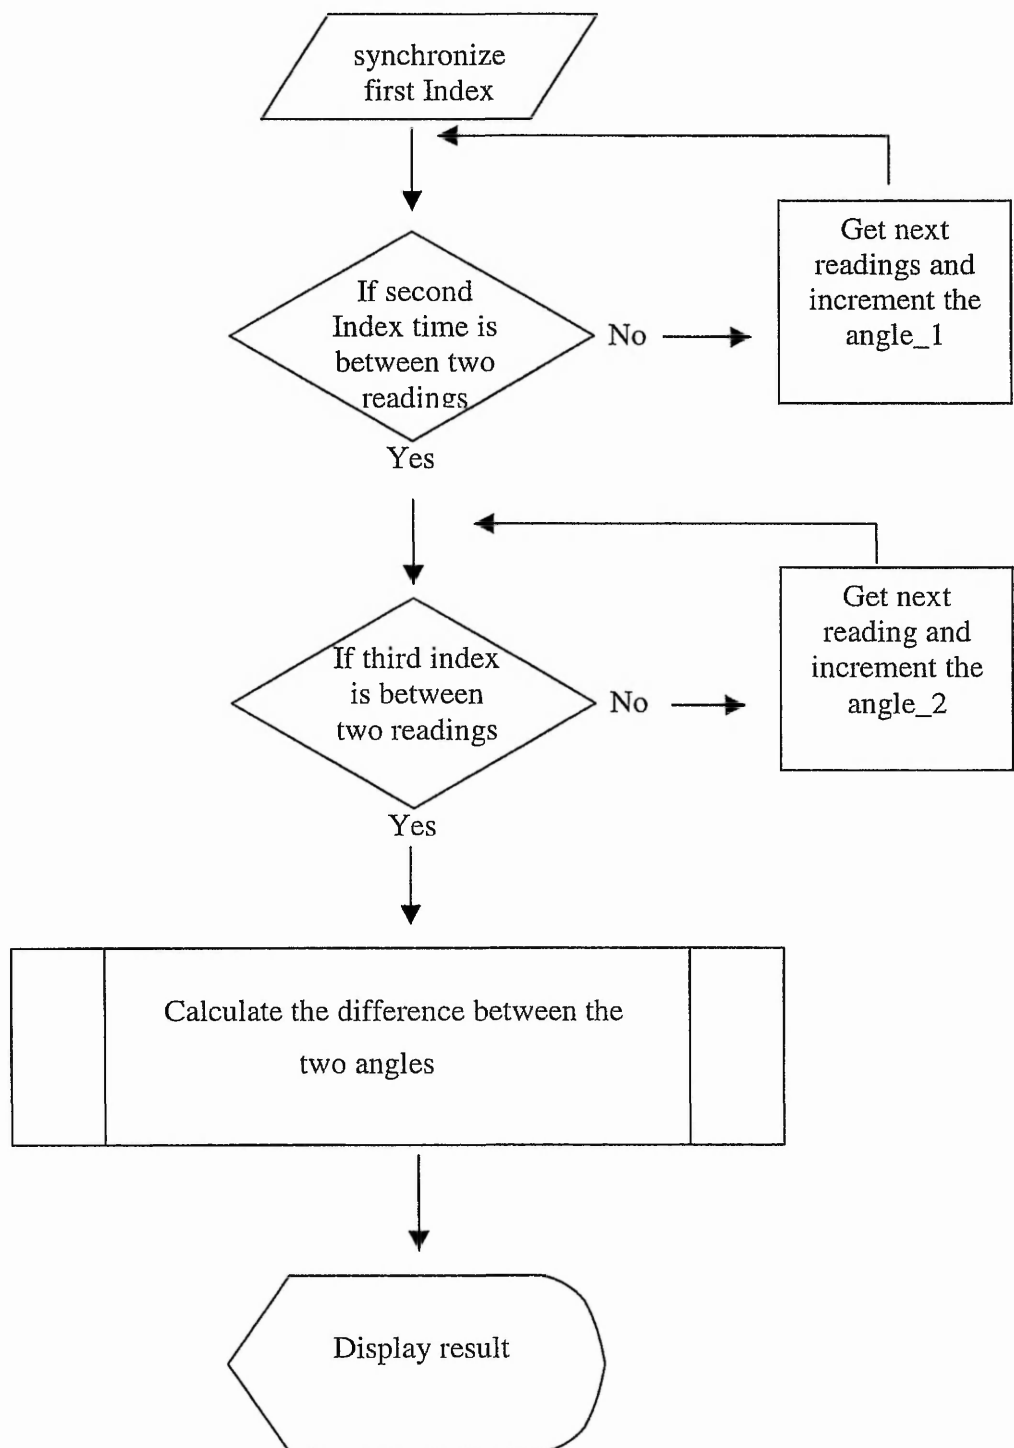 synchronize
first Index
If second
Index time is
between two
readings
No
Get next
readings and
increment the
angle_1
Yes
If third index
is between
two readings
No
Get next
reading and
increment the
angle_2
Yes
Calculate the difference between the
two angles
Display result